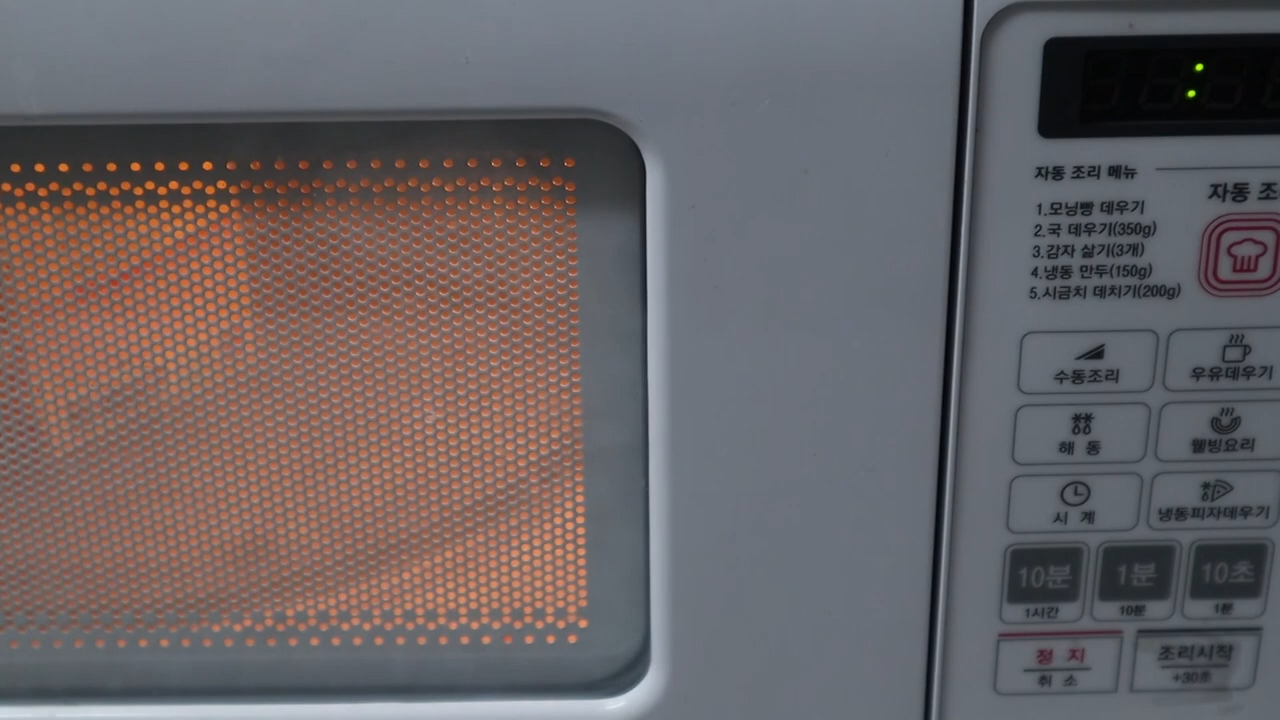 자동 조리 메뉴
자동 조
1.모닝빵 데우기
2.국 데우기(350g)
3.감자 삶기(3개)
4.냉동 만두(150g)
5.시금치 데치기(200g)
수동조리
우유데우기
해 동
웰빙요리
시 계
냉동피자데우기
10분
1분
10초
1시간
10분
1분
정 지
조리시작
취 소
+30초